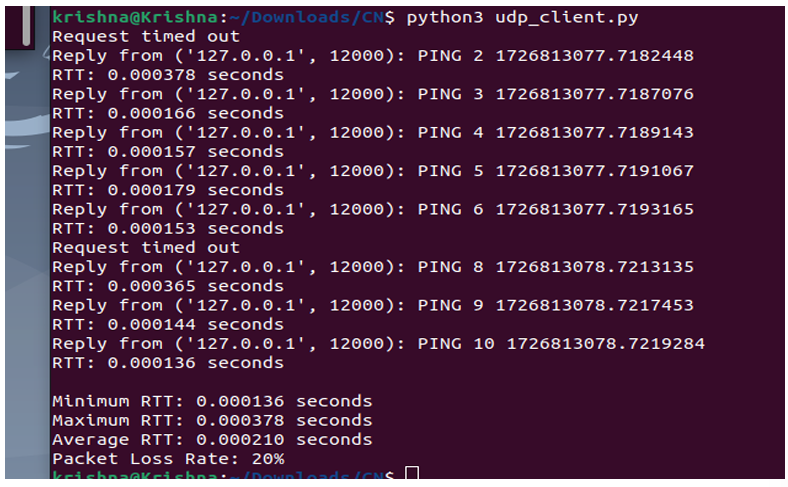 krishna@Krishna:~/Downloads/CN$ python3 udp_client.py
Request timed out
Reply from ('127.0.0.1', 12000): PING 2 1726813077.7182448
RTT: 0.000378 seconds
Reply from ('127.0.0.1', 12000): PING 3 1726813077.7187076
RTT: 0.000166 seconds
Reply from ('127.0.0.1', 12000): PING 4 1726813077.7189143
RTT: 0.000157 seconds
Reply from ('127.0.0.1', 12000): PING 5 1726813077.7191067
RTT: 0.000179 seconds
Reply from ('127.0.0.1', 12000): PING 6 1726813077.7193165
RTT: 0.000153 seconds
Request timed out
Reply from ('127.0.0.1', 12000): PING 8 1726813078.7213135
RTT: 0.000365 seconds
Reply from ('127.0.0.1', 12000): PING 9 1726813078.7217453
RTT: 0.000144 seconds
Reply from ('127.0.0.1', 12000): PING 10 1726813078.7219284
RTT: 0.000136 seconds
Minimum RTT: 0.000136 seconds
Maximum RTT: 0.000378 seconds
Average RTT: 0.000210 seconds
Packet Loss Rate: 20%
krishna@Krishna:~/Downloads/CN$